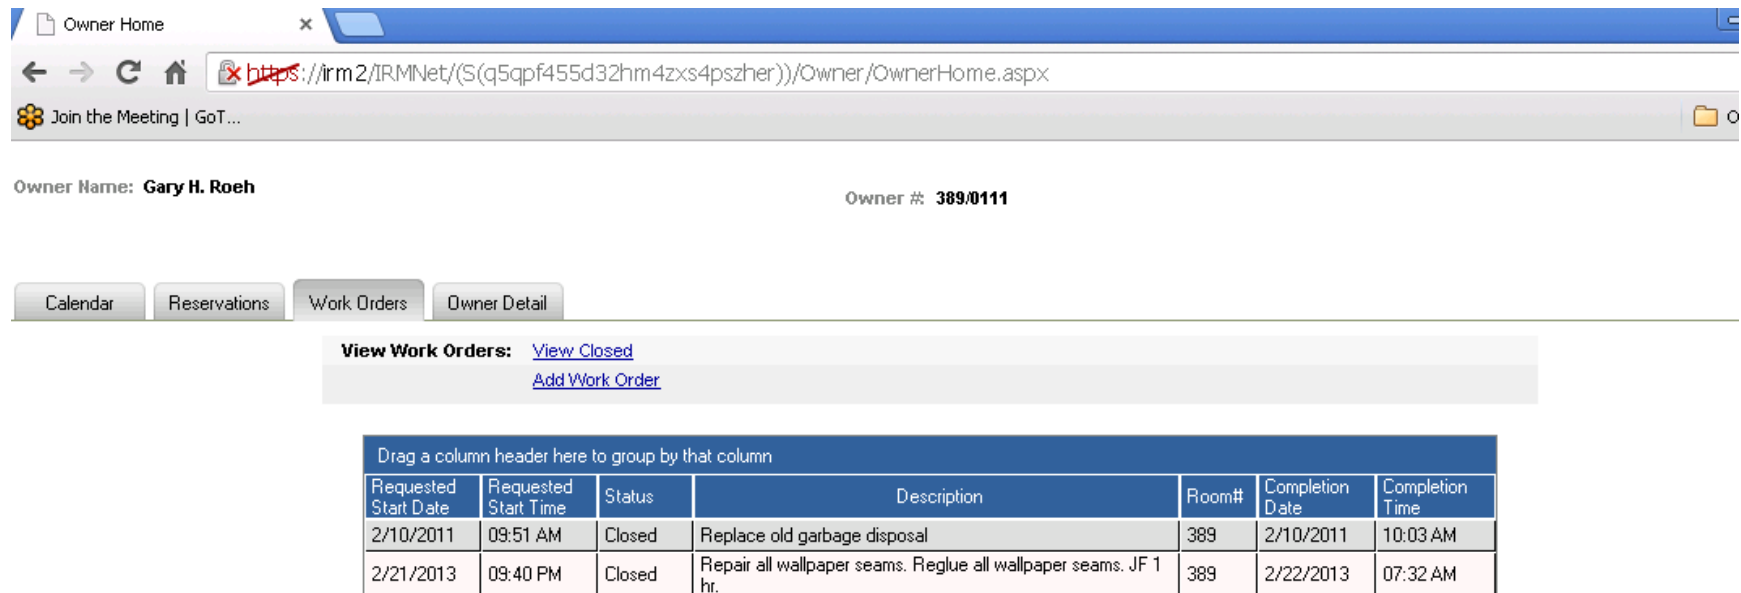 Owner Home
https://irm2/IRMNet/(S(q5qpf455d32hm4zxs4pszher))/Owner/OwnerHome.aspx
Join the Meeting | GoT...
Owner Name: Gary H. Roeh
Owner #: 389/0111
Calendar Reservations Work Orders Owner Detail
View Work Orders: View Closed
Add Work Order
Drag a column header here to group by that column
Requested Start Date Requested Start Time Status Description Room# Completion Date Completion Time
2/10/2011 09:51 AM Closed Replace old garbage disposal 389 2/10/2011 10:03 AM
2/21/2013 09:40 PM Closed Repair all wallpaper seams. Reglue all wallpaper seams. JF 1 hr. 389 2/22/2013 07:32 AM